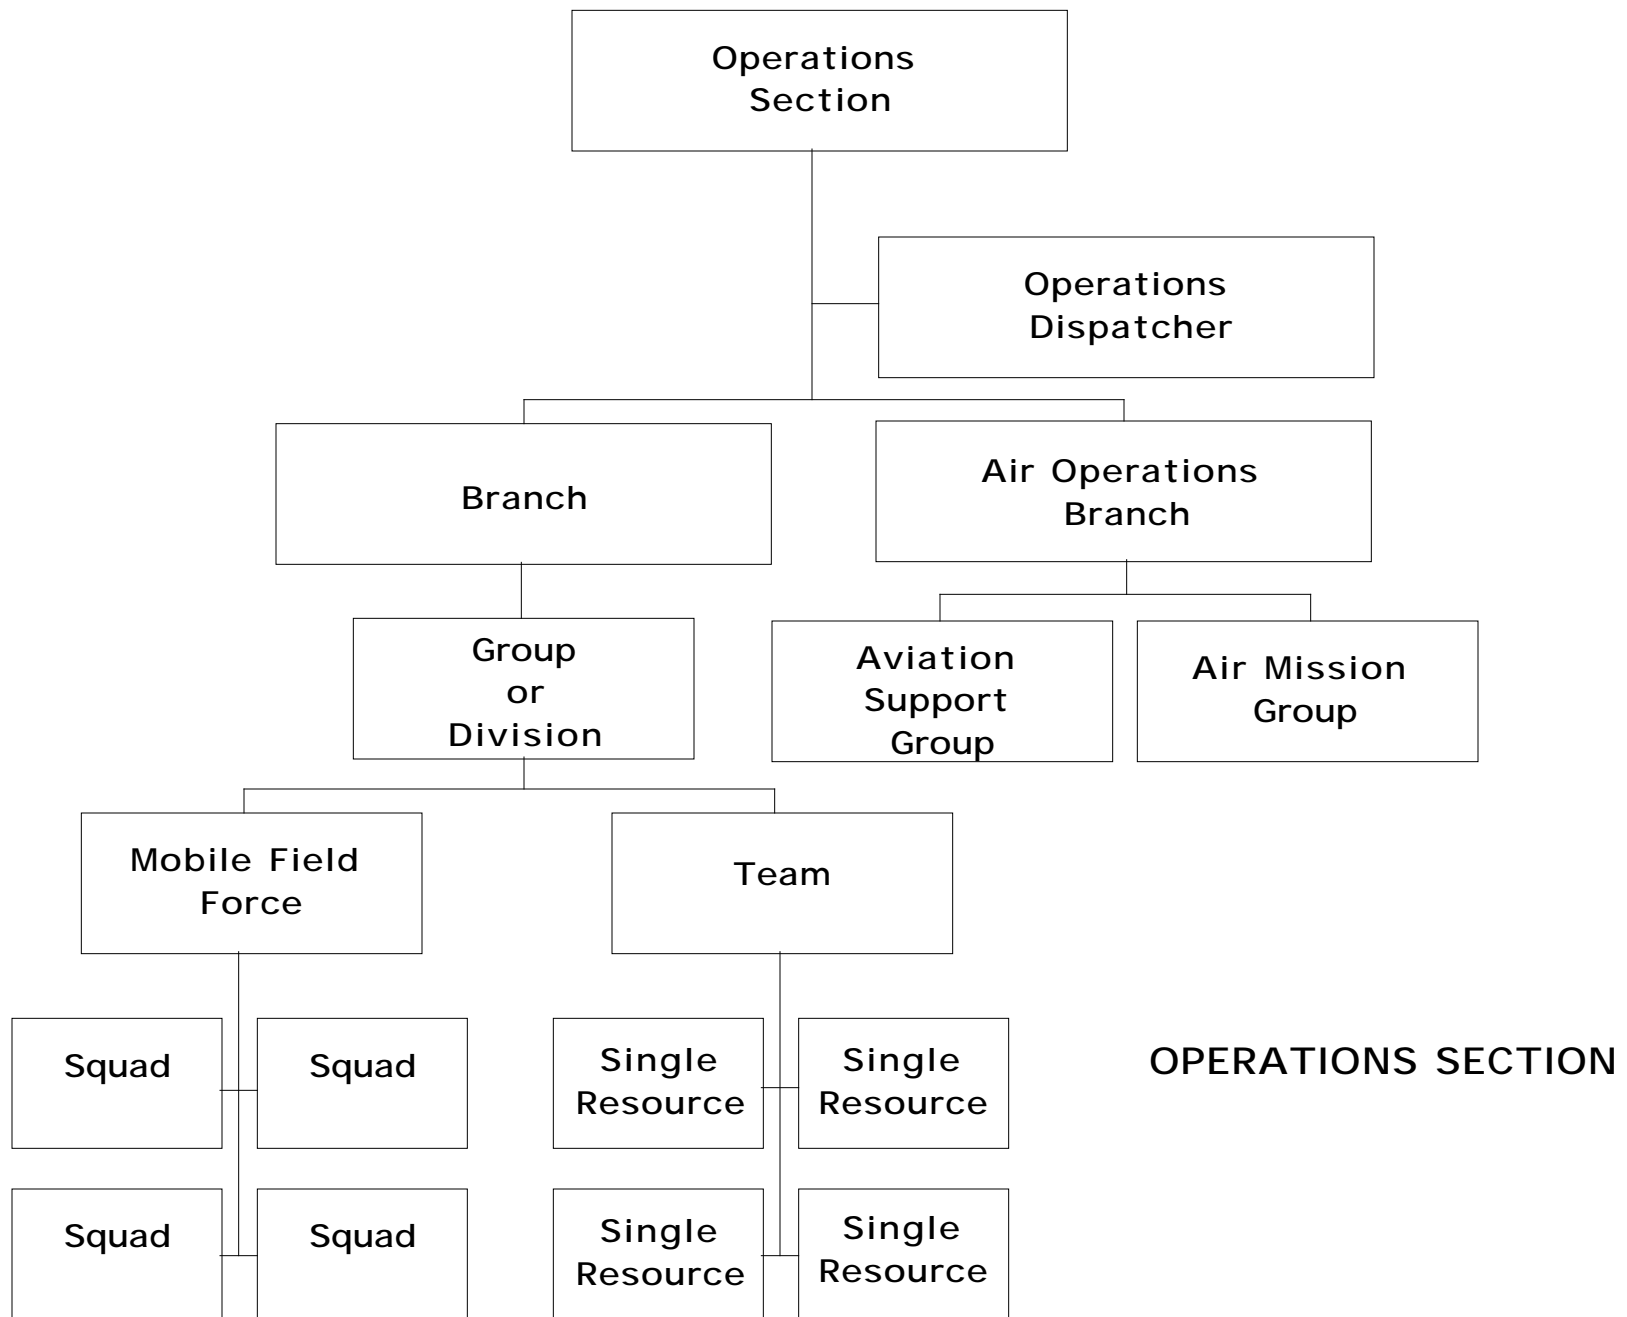 Operations
Section
Operations
Dispatcher
Branch
Air Operations
Branch
Group
or
Division
Aviation
Support
Group
Air Mission
Group
Mobile Field
Force
Team
Squad
Squad
Single
Resource
Single
Resource
OPERATIONS SECTION
Squad
Squad
Single
Resource
Single
Resource